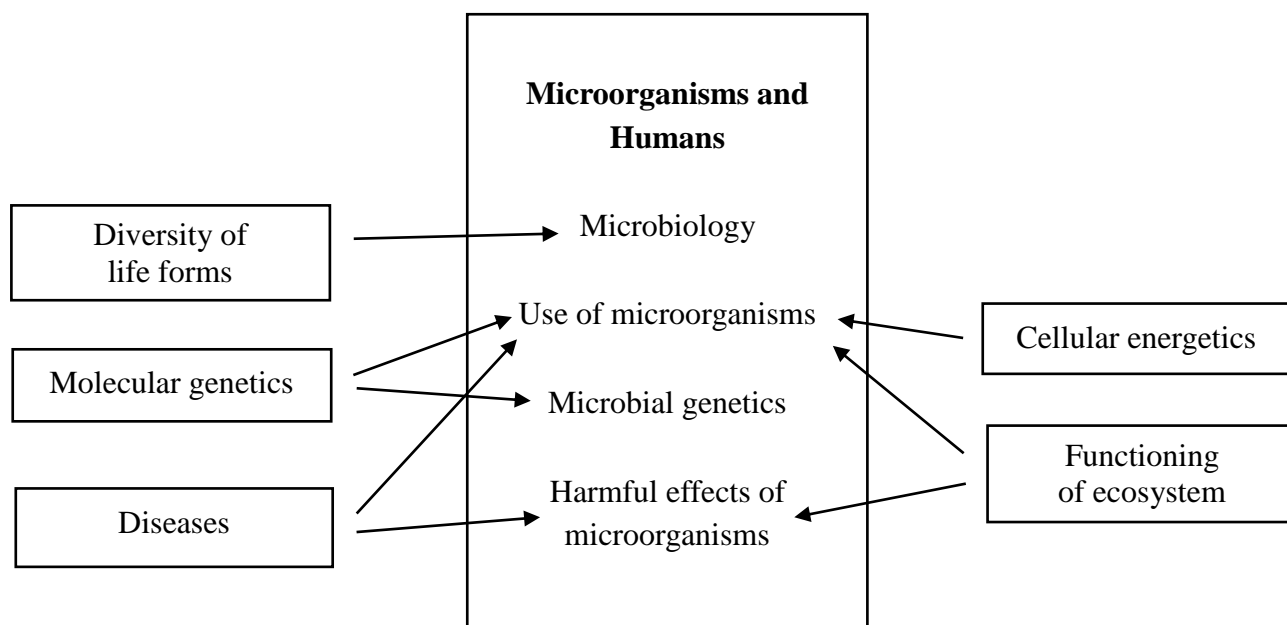 Microorganisms and
Humans
Diversity of
life forms
Microbiology
Use of microorganisms
Cellular energetics
Molecular genetics
Microbial genetics
Functioning
of ecosystem
Diseases
Harmful effects of
microorganisms